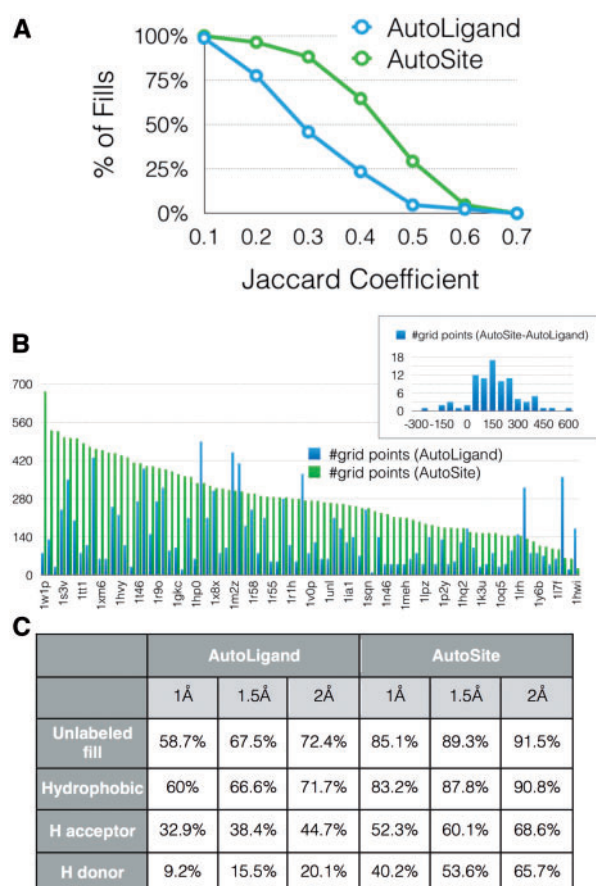 A
100%
75%
50%
25%
0%
% of Fills
AutoLigand
AutoSite
0.1 0.2 0.3 0.4 0.5 0.6 0.7
Jaccard Coefficient
B
#grid points (AutoSite-AutoLigand)
18
12
6
0
-300 -150 0 150 300 450 600
700
560
420
280
140
0
#grid points (AutoLigand)
#grid points (AutoSite)
1w1p 1s3v 1tt1 1xm6 1hvy 1t46 1r9o 1gkc 1hp0 1x8x 1m2z 1r58 1r55 1r1h 1v0p 1unl 1ia1 1sqn 1n46 1meh 1lpz 1p2y 1hq2 1k3u 1oq5 1lrh 1y6b 1l7f 1hwi
C
AutoLigand AutoSite
1Å 1.5Å 2Å 1Å 1.5Å 2Å
Unlabeled fill 58.7% 67.5% 72.4% 85.1% 89.3% 91.5%
Hydrophobic 60% 66.6% 71.7% 83.2% 87.8% 90.8%
H acceptor 32.9% 38.4% 44.7% 52.3% 60.1% 68.6%
H donor 9.2% 15.5% 20.1% 40.2% 53.6% 65.7%